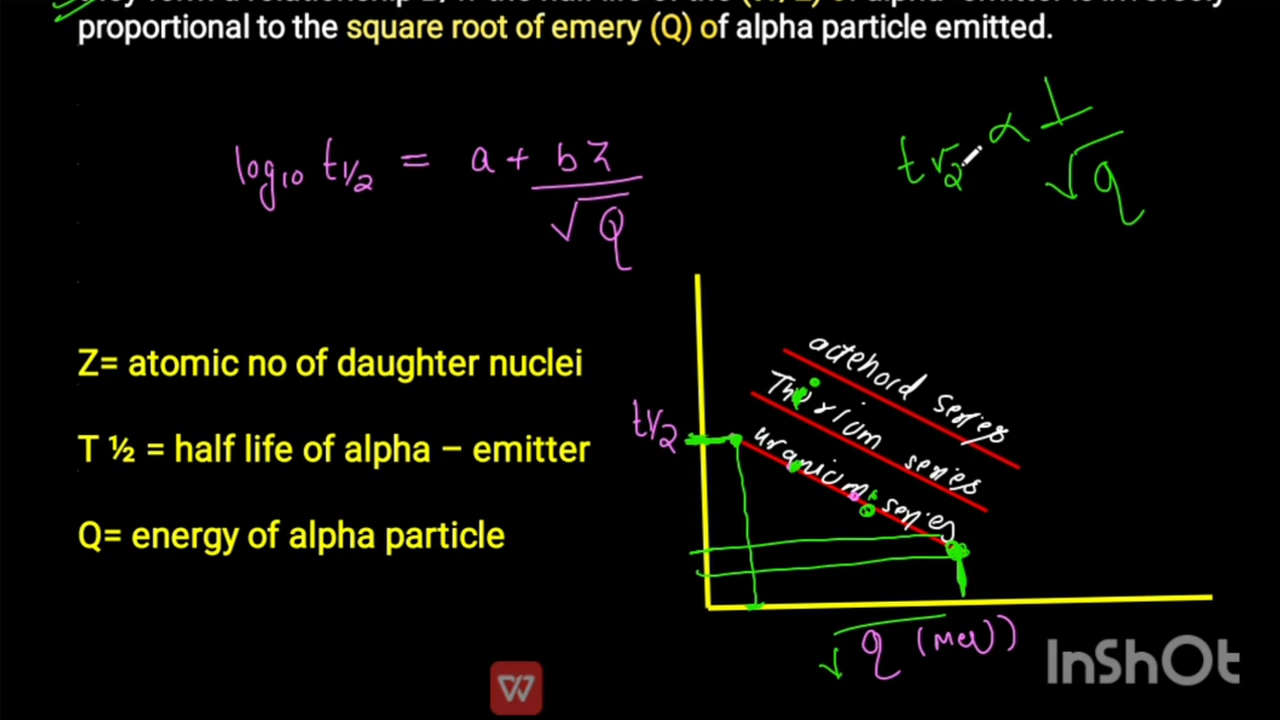 proportional to the square root of emery (Q) of alpha particle emitted.
log10 t1/2 = a + bZ / √Q
t1/2 ∝ 1 / √q
Z= atomic no of daughter nuclei
T ½ = half life of alpha – emitter
Q= energy of alpha particle
t1/2
series
Thorium series
uranium series
√q (MeV)
InShOt
W